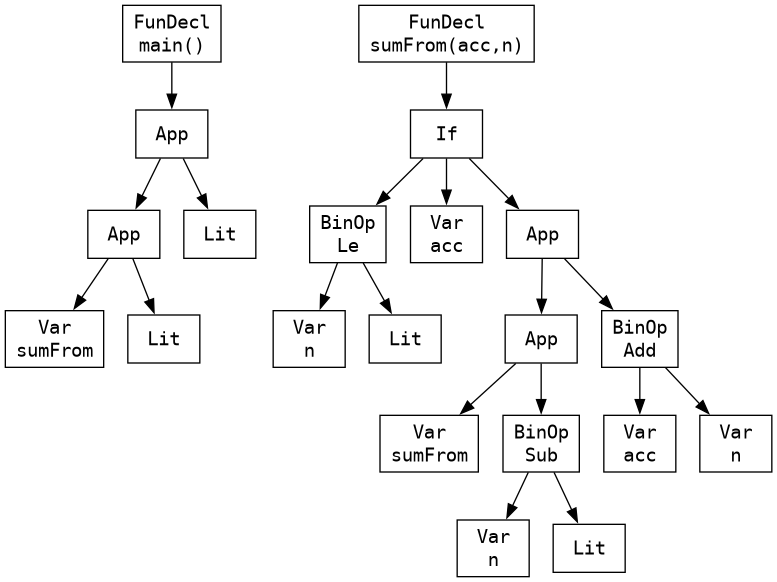 FunDecl
main()
FunDecl
sumFrom(acc,n)
App
If
App
Lit
BinOp
Le
Var
acc
App
Var
sumFrom
Lit
Var
n
Lit
App
BinOp
Add
Var
sumFrom
BinOp
Sub
Var
acc
Var
n
Var
n
Lit